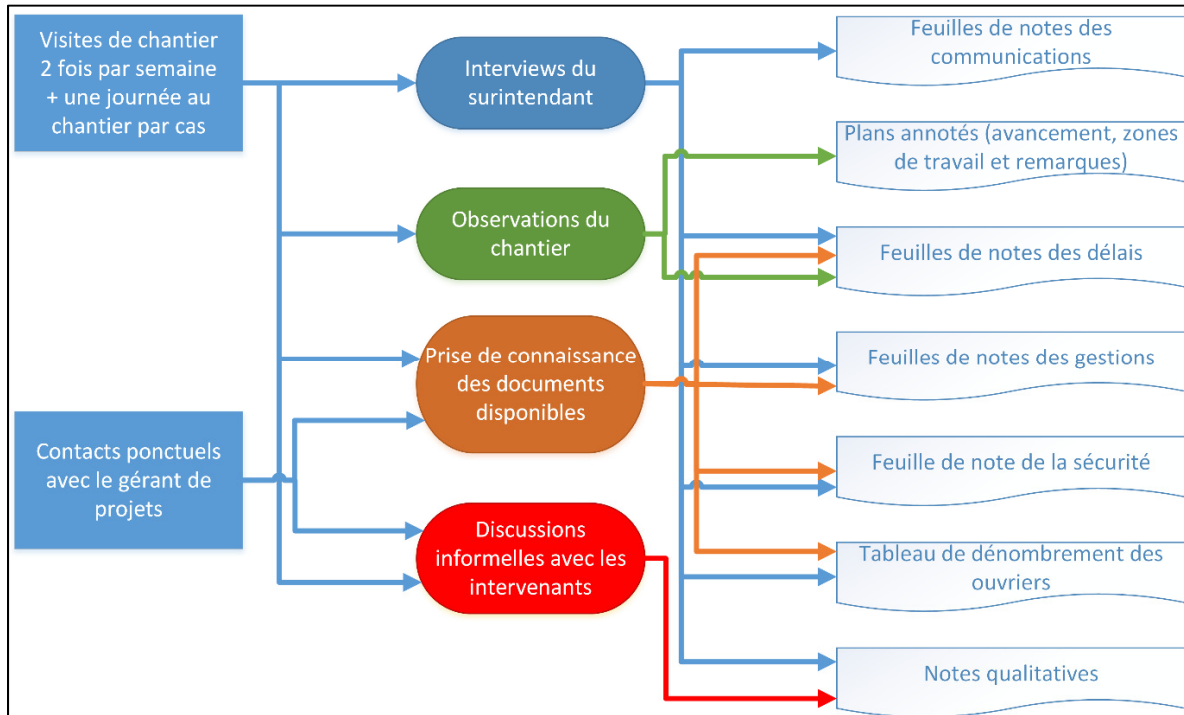 Visites de chantier
2 fois par semaine
+ une journée au
chantier par cas
Contacts ponctuels
avec le gérant de
projets
Interviews du
surintendant
Observations du
chantier
Prise de connaissance
des documents
disponibles
Discussions
informelles avec les
intervenants
Feuilles de notes des
communications
Plans annotés (avancement, zones
de travail et remarques)
Feuilles de notes des délais
Feuilles de notes des gestions
Feuille de note de la sécurité
Tableau de dénombrement des
ouvriers
Notes qualitatives